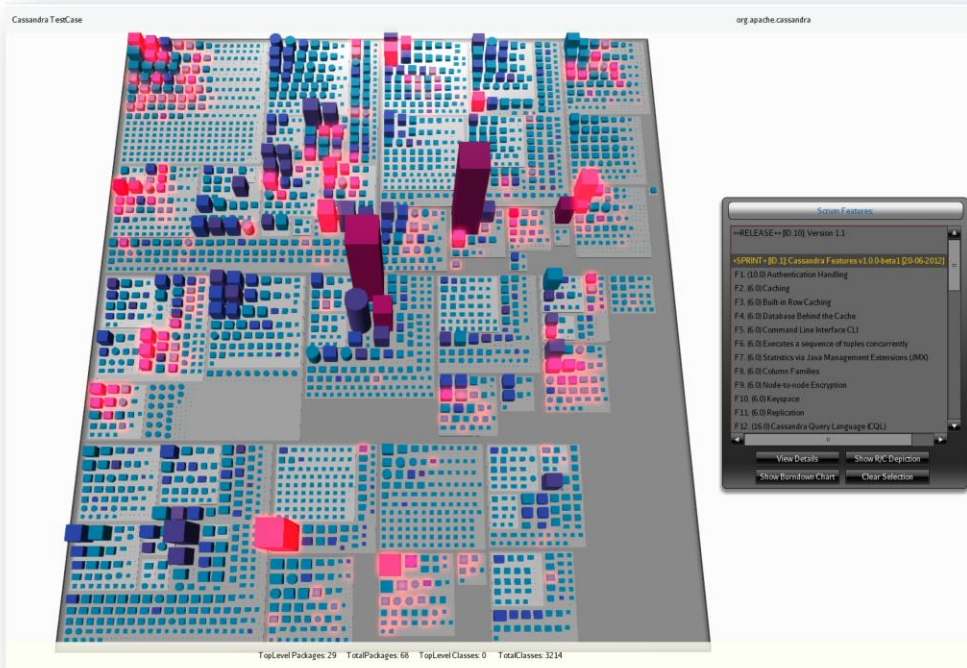 Cassandra TestCase
org.apache.cassandra
Scrum Features:
==RELEASE== [ID:10]: Version 1.1
=SPRINT= [ID:1]: Cassandra Features v1.0.0-beta1 [20-06-2012]
F1. (10.0) Authentication Handling
F2. (6.0) Caching
F3. (6.0) Built-in Row Caching
F4. (6.0) Database Behind the Cache
F5. (6.0) Command Line Interface CLI
F6. (6.0) Executes a sequence of tuples concurrently
F7. (6.0) Statistics via Java Management Extensions (JMX)
F8. (6.0) Column Families
F9. (6.0) Node-to-node Encryption
F10. (6.0) Keyspace
F11. (6.0) Replication
F12. (16.0) Cassandra Query Language (CQL)
View Details
Show R/C Depiction
Show Burndown Chart
Clear Selection
TopLevel Packages: 29 TotalPackages: 68 TopLevel Classes: 0 TotalClasses: 3214